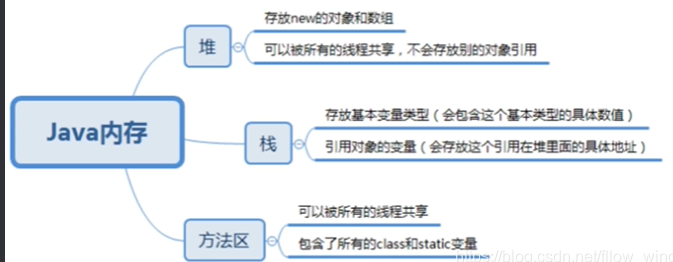 Java内存
堆
存放new的对象和数组
可以被所有的线程共享，不会存放别的对象引用
栈
存放基本变量类型（会包含这个基本类型的具体数值）
引用对象的变量（会存放这个引用在堆里面的具体地址）
方法区
可以被所有的线程共享
包含了所有的class和static变量
https://blog.csdn.net/fllow_wind